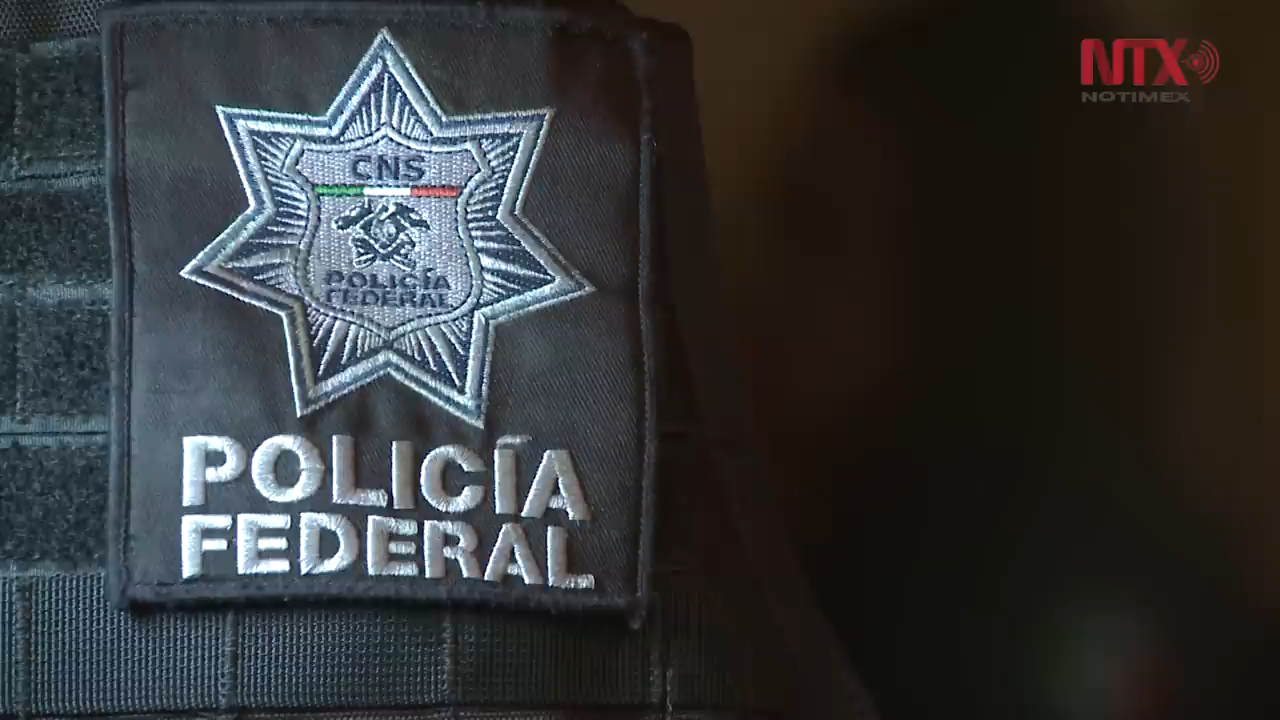 NTX
NOTIMEX
CNS
POLICÍA
FEDERAL
POLICÍA
FEDERAL